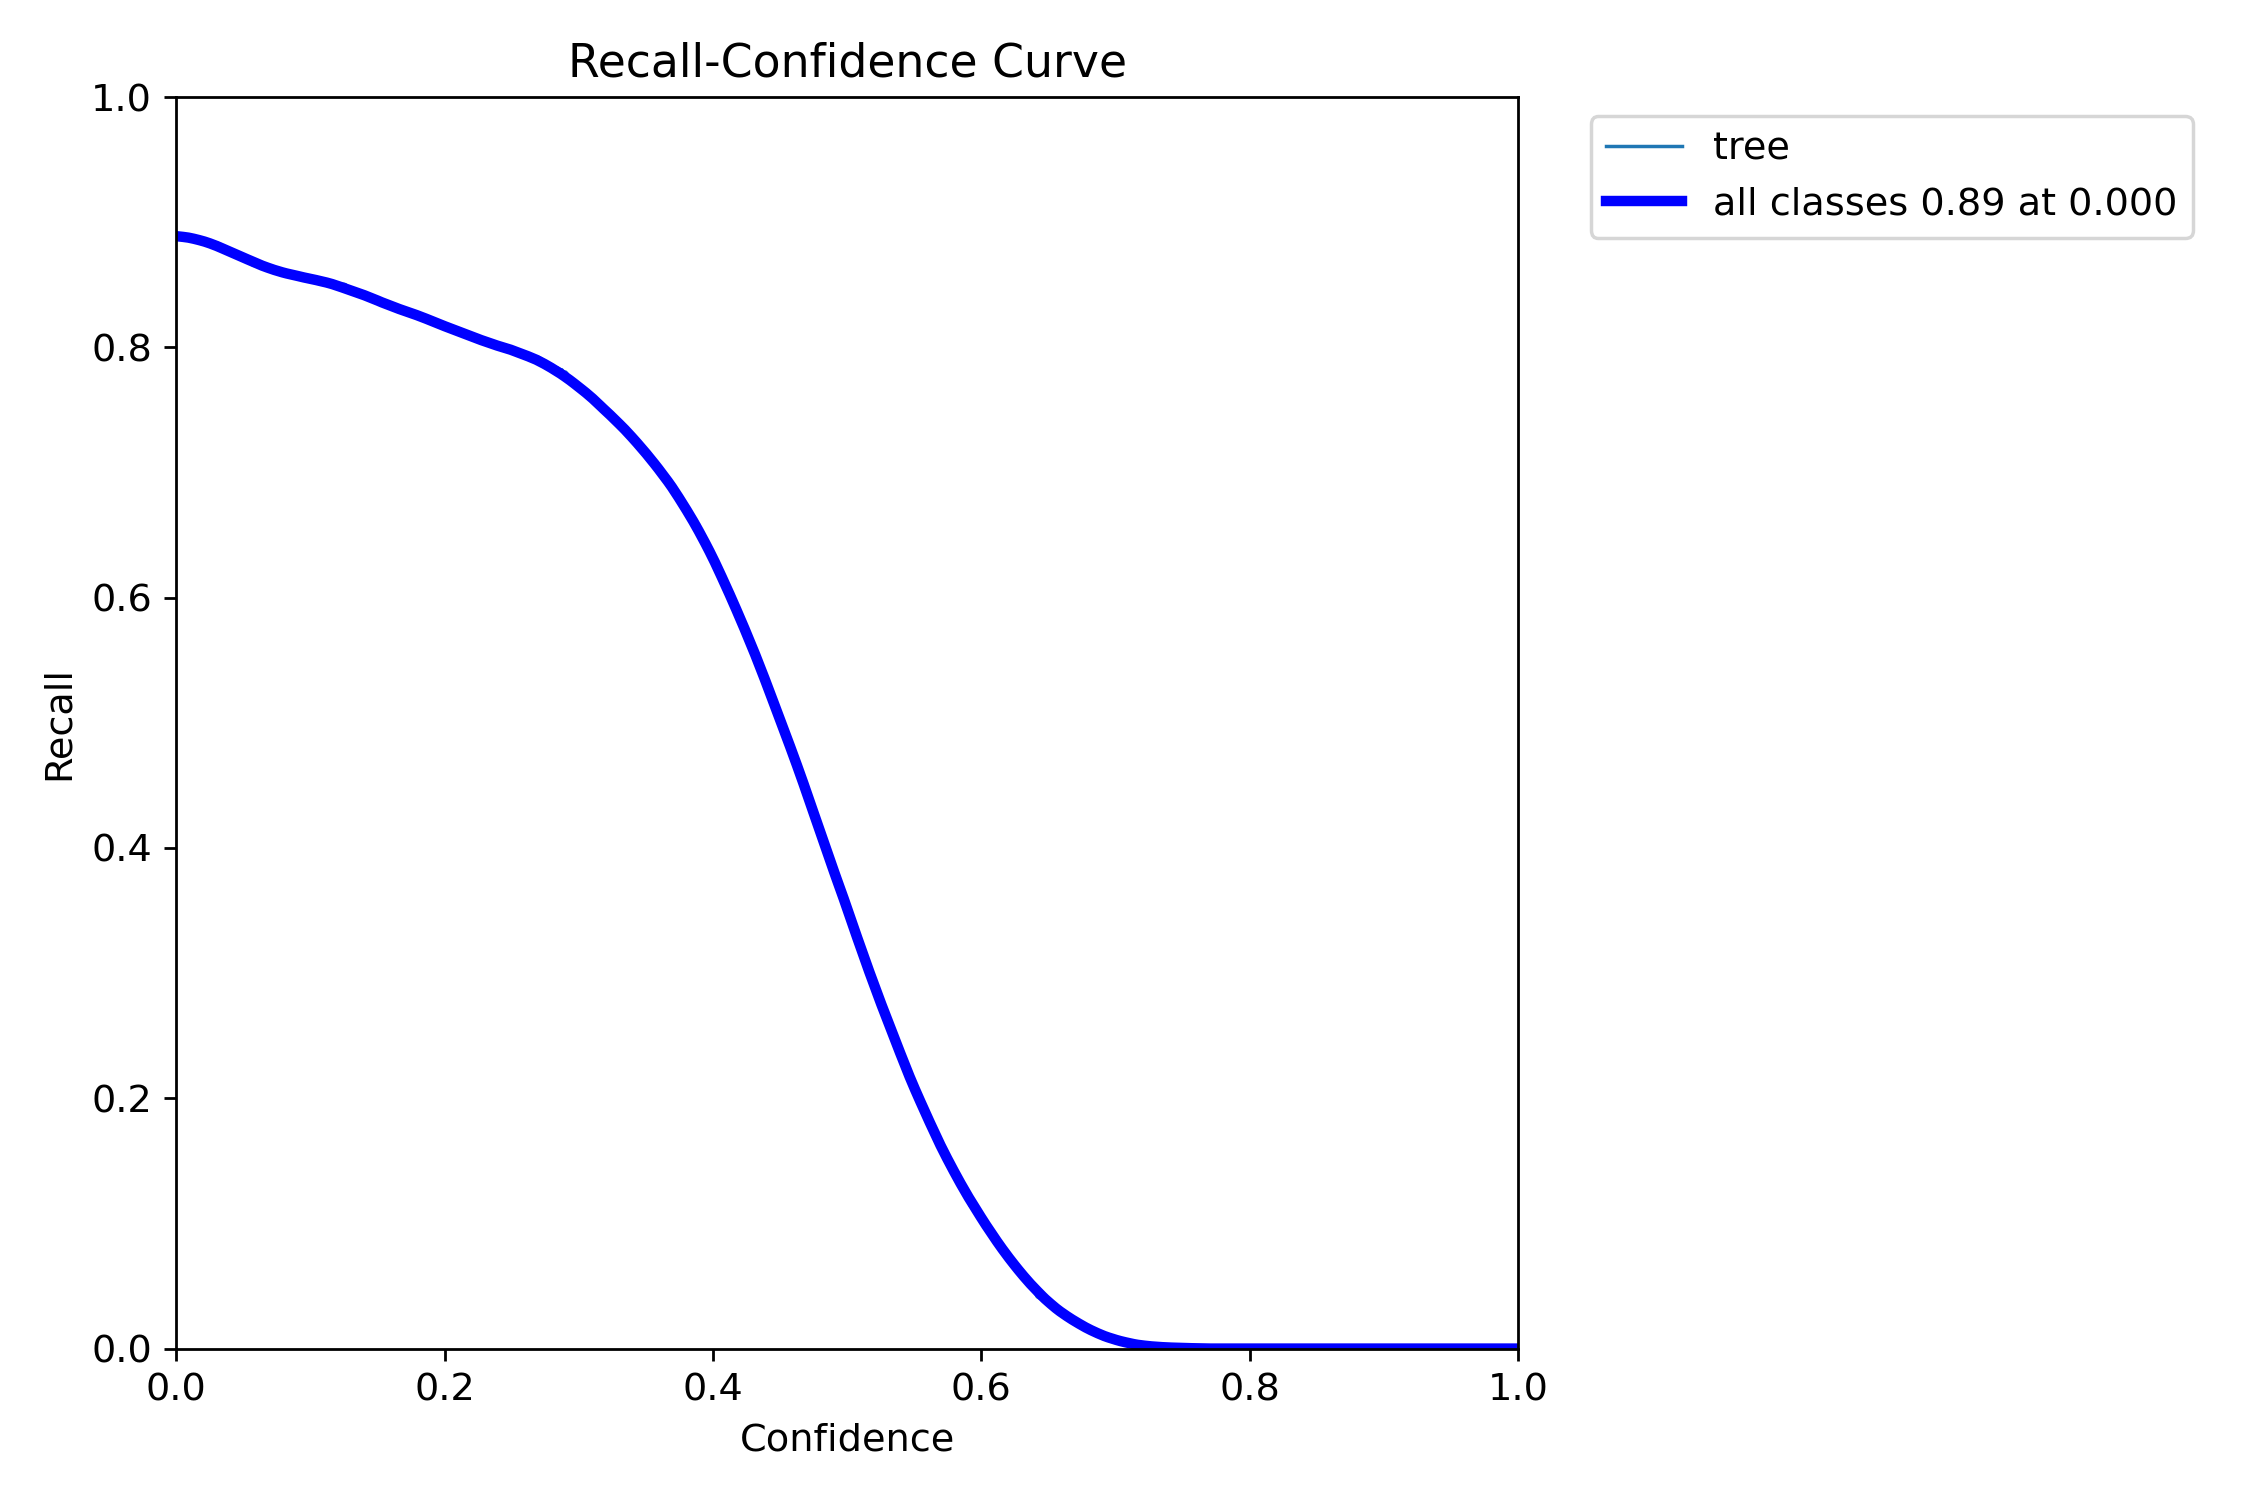 Recall-Confidence Curve
1.0
0.8
0.6
0.4
0.2
0.0
Recall
0.0 0.2 0.4 0.6 0.8 1.0
Confidence
tree
all classes 0.89 at 0.000